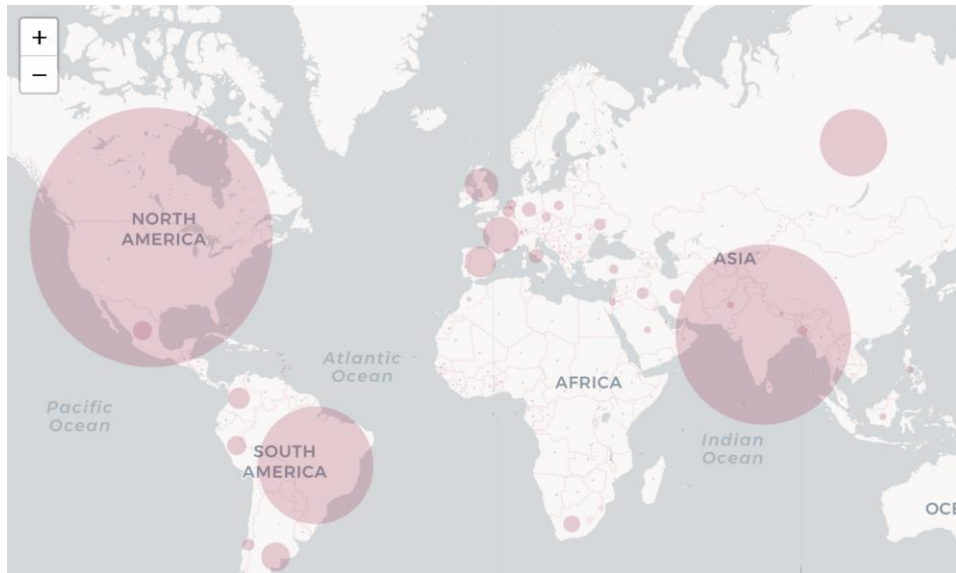 +
−
NORTH
AMERICA
ASIA
Atlantic
Ocean
AFRICA
Pacific
Ocean
SOUTH
AMERICA
Indian
Ocean
OCE